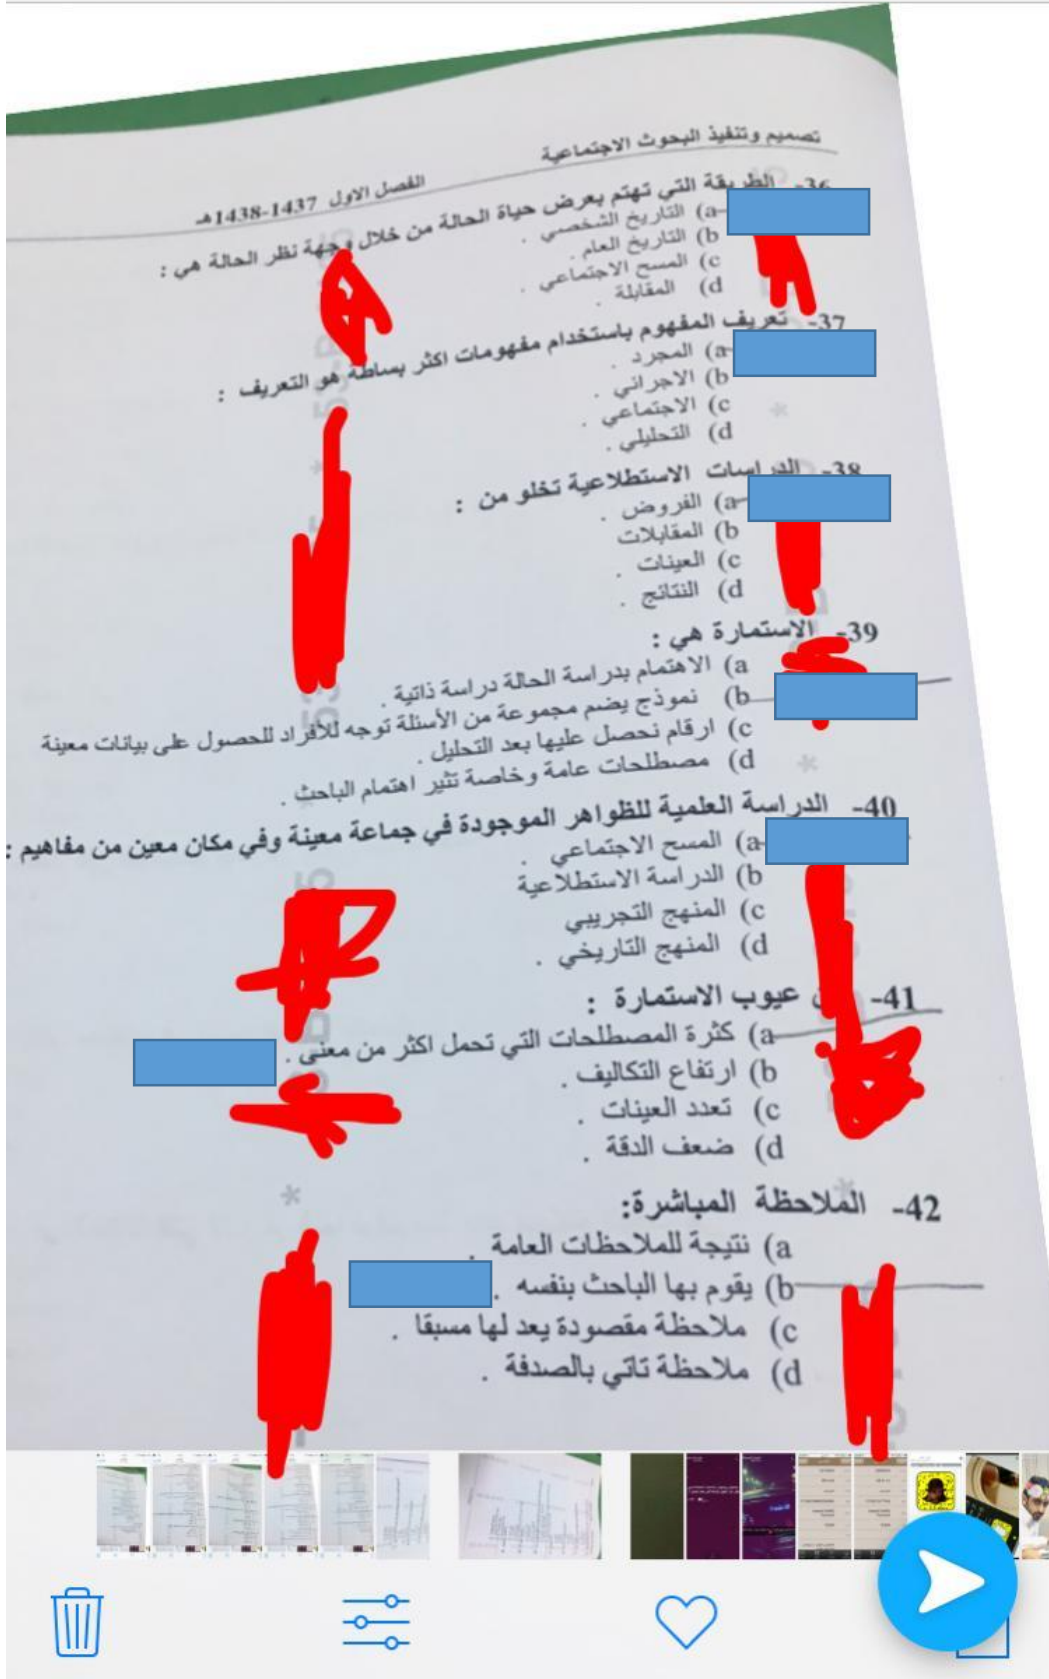 تصميم وتنفيذ البحوث الاجتماعية
الفصل الاول 1437-1438هـ
36- الطريقة التي تهتم بعرض حياة الحالة من خلال وجهة نظر الحالة هي :
a) التاريخ الشخصي .
b) التاريخ العام .
c) المسح الاجتماعي .
d) المقابلة .
37- تعريف المفهوم باستخدام مفهومات اكثر بساطة هو التعريف :
a) المجرد .
b) الاجرائي .
c) الاجتماعي .
d) التحليلي .
38- الدراسات الاستطلاعية تخلو من :
a) الفروض .
b) المقابلات
c) العينات .
d) النتائج .
39- الاستمارة هي :
a) الاهتمام بدراسة الحالة دراسة ذاتية .
b) نموذج يضم مجموعة من الأسئلة توجه للأفراد للحصول على بيانات معينة
c) ارقام نحصل عليها بعد التحليل .
d) مصطلحات عامة وخاصة تثير اهتمام الباحث .
40- الدراسة العلمية للظواهر الموجودة في جماعة معينة وفي مكان معين من مفاهيم :
a) المسح الاجتماعي .
b) الدراسة الاستطلاعية
c) المنهج التجريبي
d) المنهج التاريخي .
41- عيوب الاستمارة :
a) كثرة المصطلحات التي تحمل اكثر من معنى .
b) ارتفاع التكاليف .
c) تعدد العينات .
d) ضعف الدقة .
42- الملاحظة المباشرة:
a) نتيجة للملاحظات العامة .
b) يقوم بها الباحث بنفسه .
c) ملاحظة مقصودة يعد لها مسبقا .
d) ملاحظة تاتي بالصدفة .